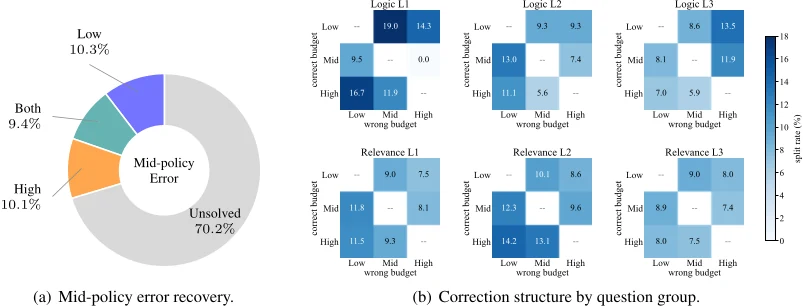 Low
10.3%
Both
9.4%
High
10.1%
Mid-policy
Error
Unsolved
70.2%
(a) Mid-policy error recovery.
Logic L1
correct budget
Low -- 19.0 14.3
Mid 9.5 -- 0.0
High 16.7 11.9 --
Low Mid High
wrong budget
Logic L2
correct budget
Low -- 9.3 9.3
Mid 13.0 -- 7.4
High 11.1 5.6 --
Low Mid High
wrong budget
Logic L3
correct budget
Low -- 8.6 13.5
Mid 8.1 -- 11.9
High 7.0 5.9 --
Low Mid High
wrong budget
Relevance L1
correct budget
Low -- 9.0 7.5
Mid 11.8 -- 8.1
High 11.5 9.3 --
Low Mid High
wrong budget
Relevance L2
correct budget
Low -- 10.1 8.6
Mid 12.3 -- 9.6
High 14.2 13.1 --
Low Mid High
wrong budget
Relevance L3
correct budget
Low -- 9.0 8.0
Mid 8.9 -- 7.4
High 8.0 7.5 --
Low Mid High
wrong budget
18
16
14
12
10
8
6
4
2
0
split rate (%)
(b) Correction structure by question group.